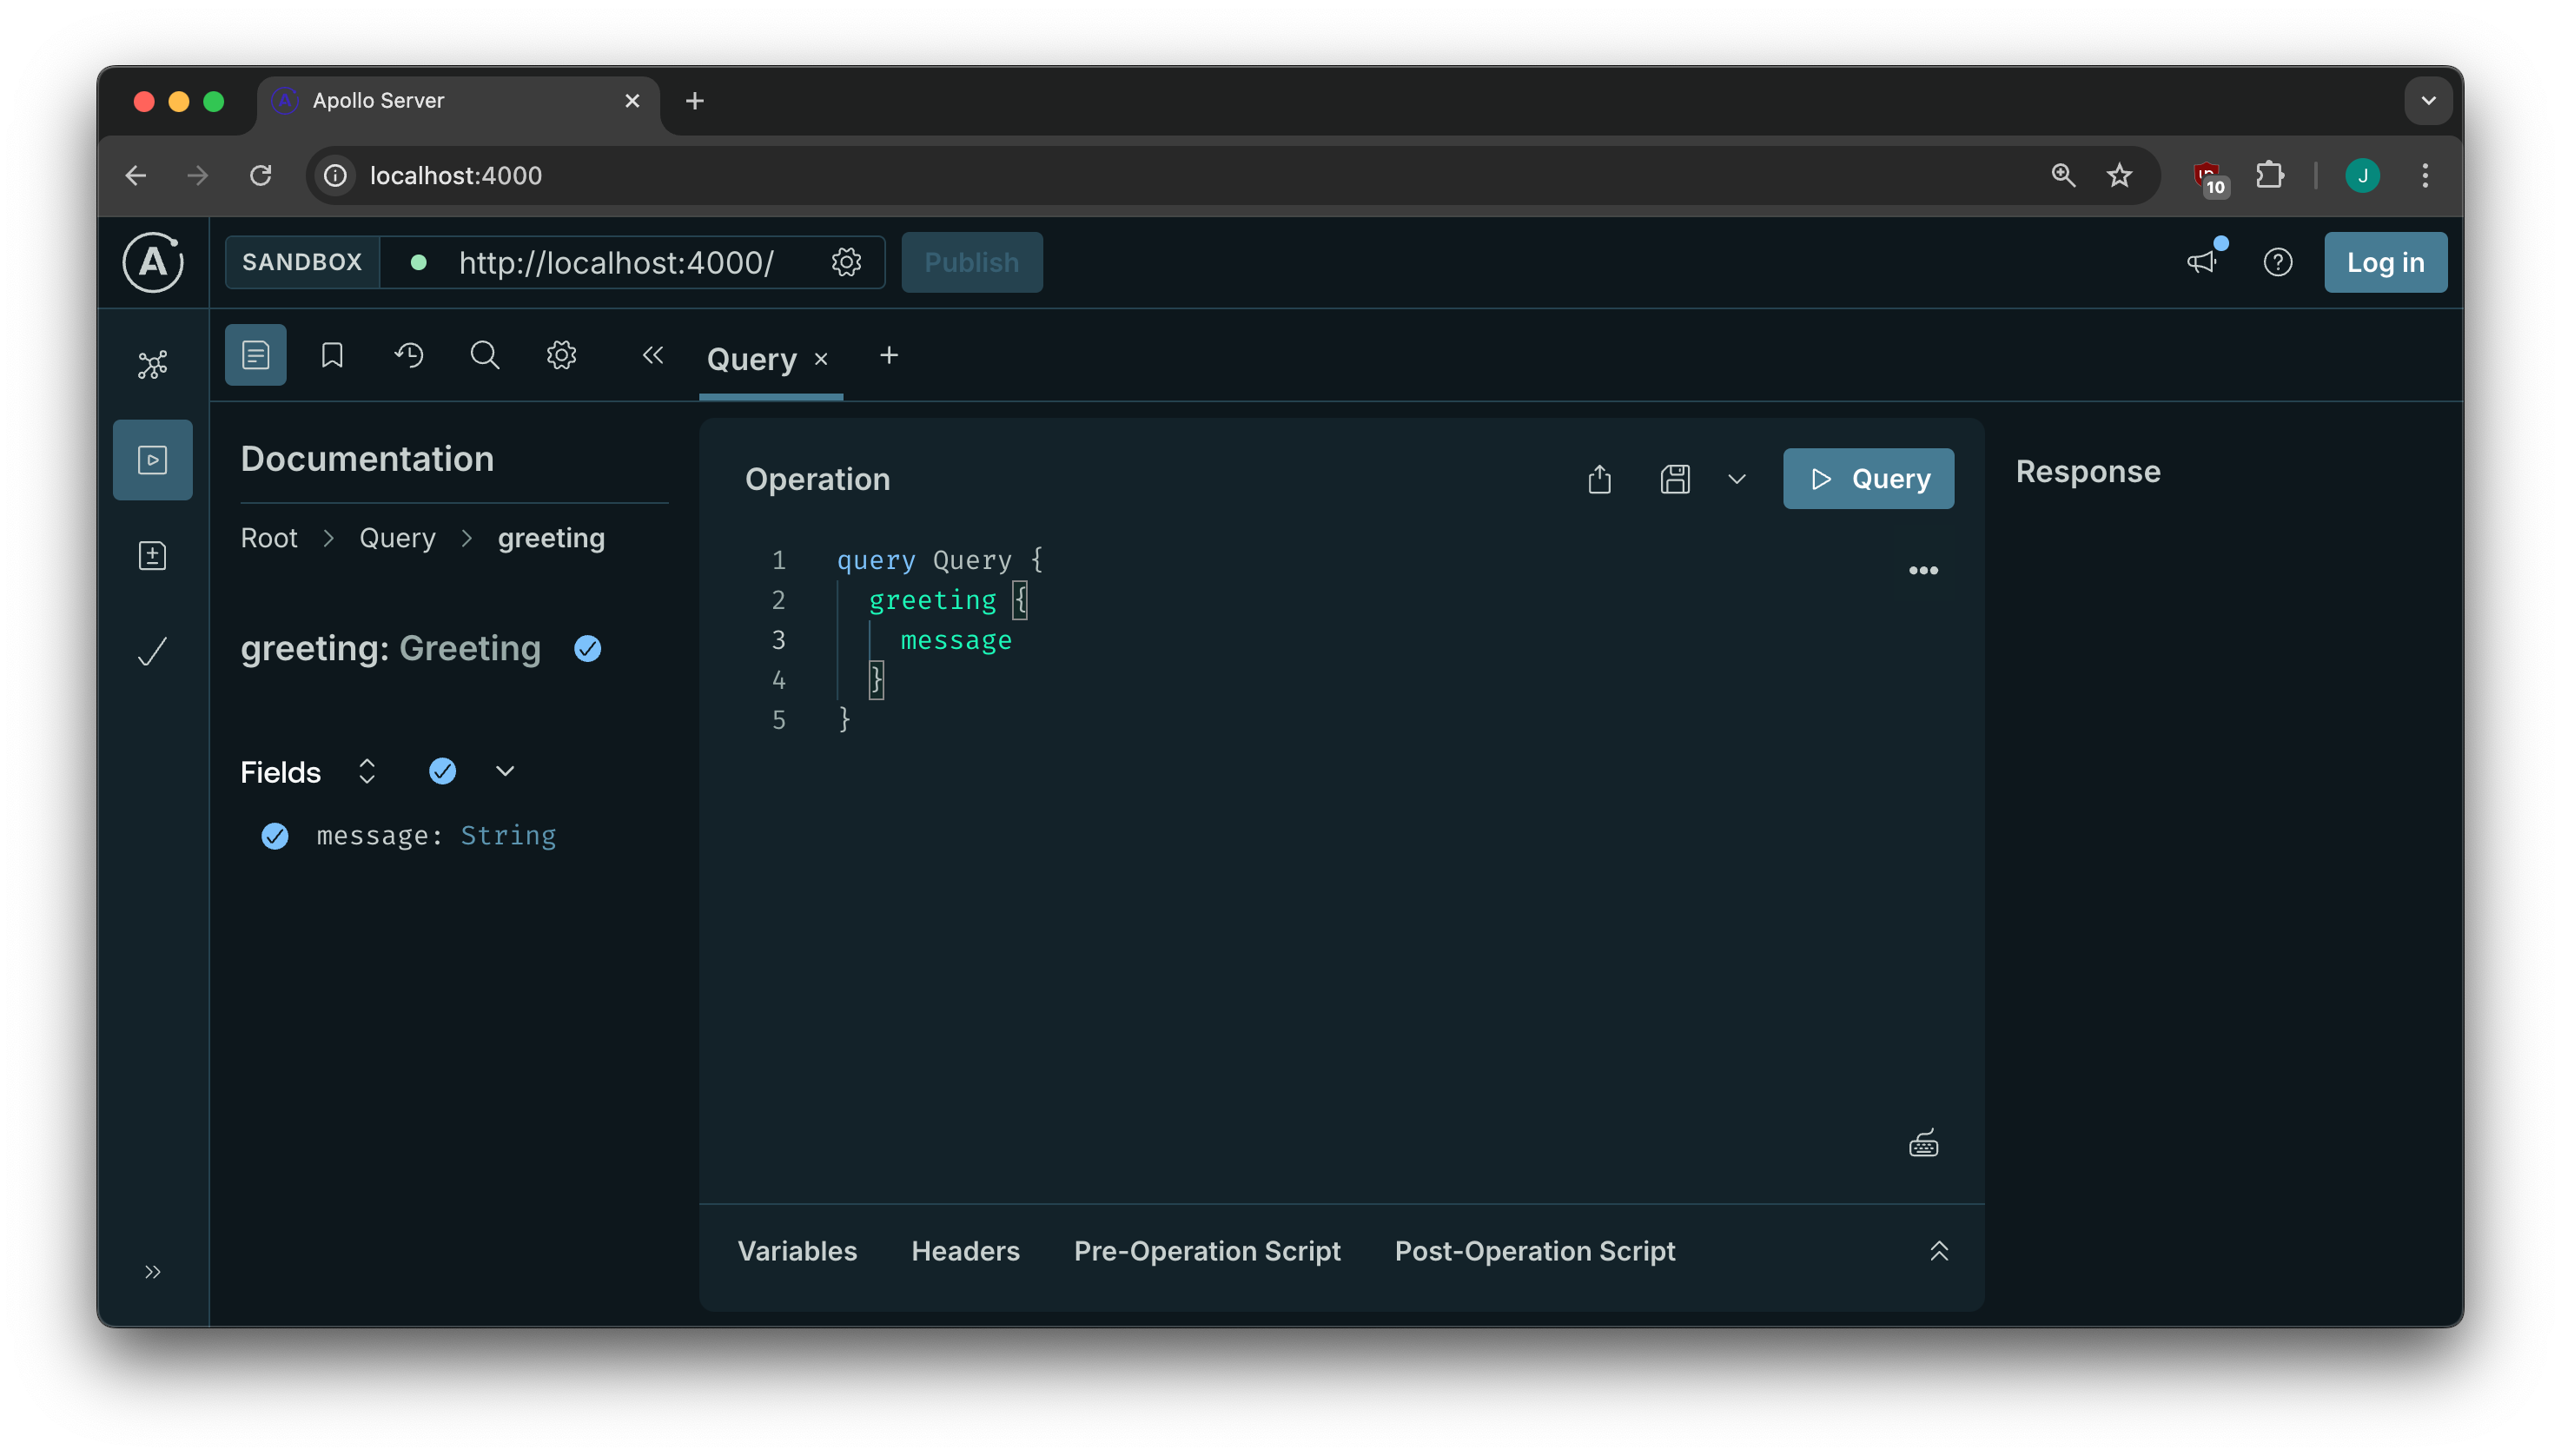 Apollo Server
localhost:4000
10
J
A
SANDBOX
http://localhost:4000/
Publish
Log in
Query
Documentation
Root > Query > greeting
greeting: Greeting
Fields
message: String
Operation
Query
1 query Query {
2 greeting {
3 message
4 }
5 }
Variables Headers Pre-Operation Script Post-Operation Script
Response